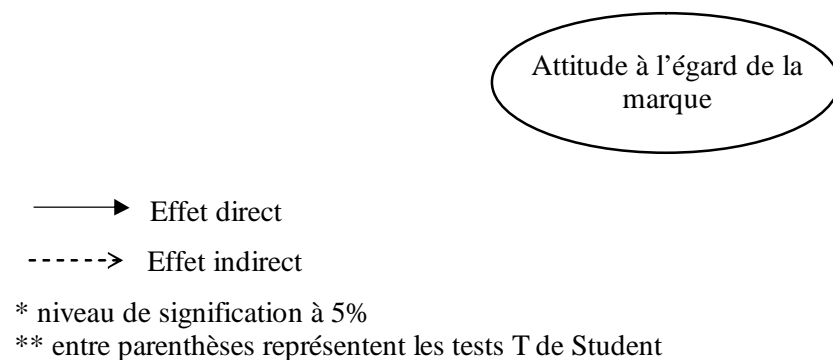 Attitude à l’égard de la
marque
Effet direct
Effet indirect
* niveau de signification à 5%
** entre parenthèses représentent les tests T de Student